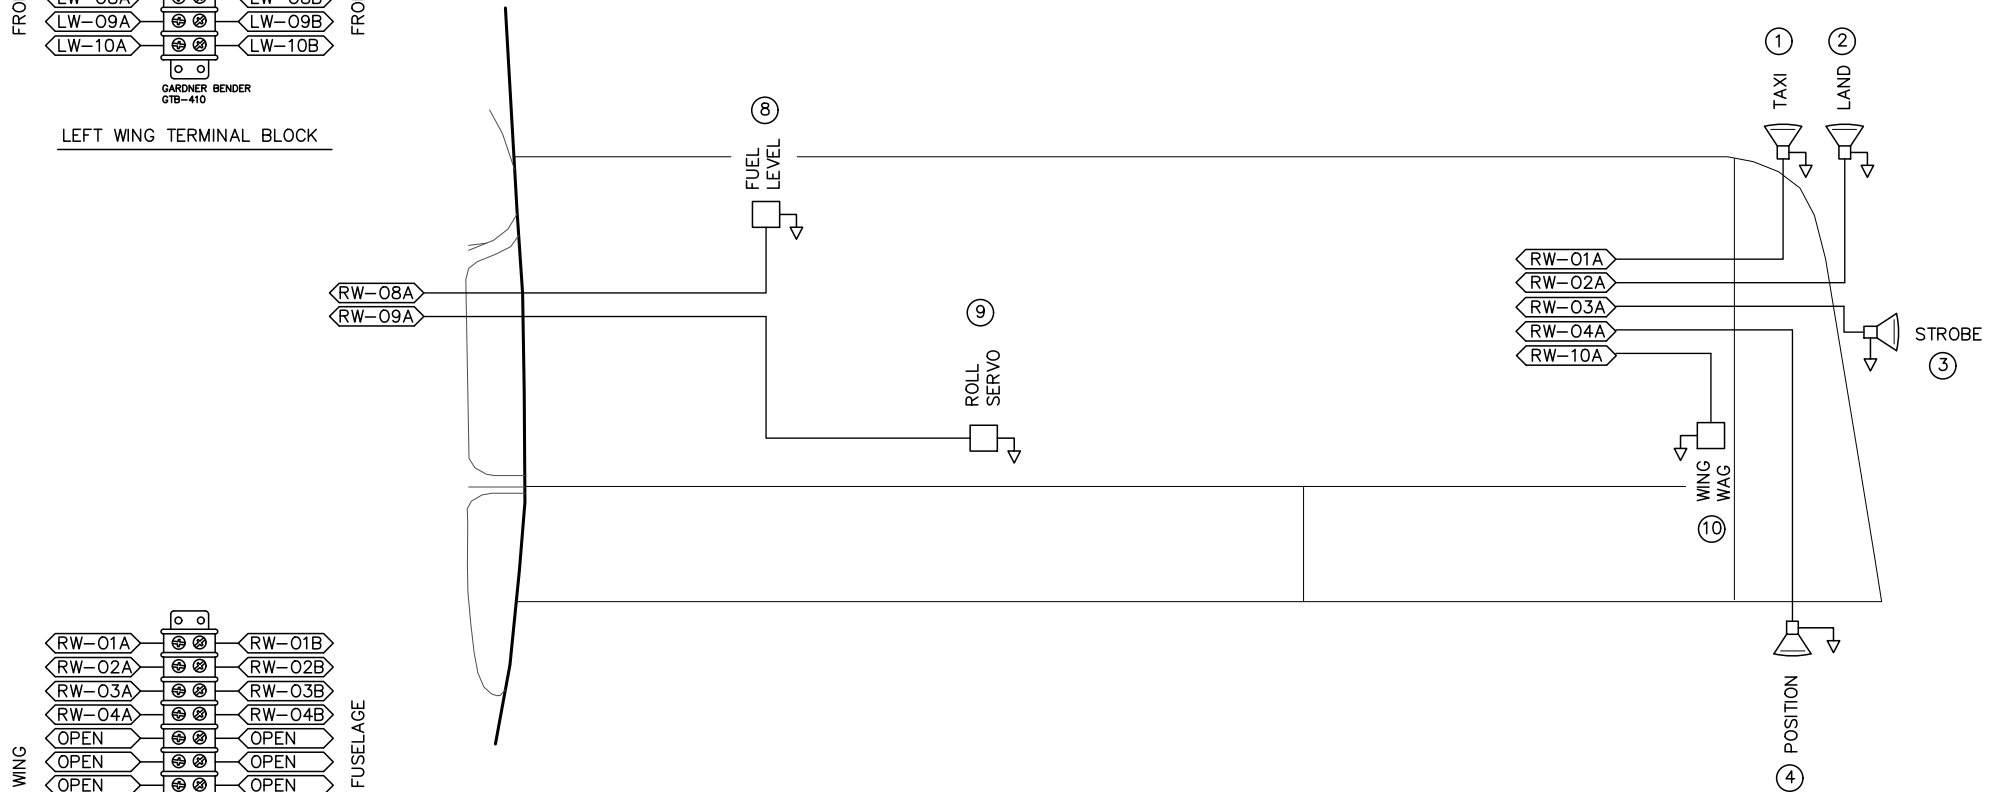 LW-09A
LW-09B
LW-10A
LW-10B
GARDNER BENDER
GTB-410
LEFT WING TERMINAL BLOCK
1
TAXI
2
LAND
8
FUEL
LEVEL
RW-08A
RW-09A
9
ROLL
SERVO
RW-01A
RW-02A
RW-03A
RW-04A
RW-10A
STROBE
3
WING
WAG
10
POSITION
4
RW-01A
RW-01B
RW-02A
RW-02B
RW-03A
RW-03B
RW-04A
RW-04B
OPEN
OPEN
OPEN
OPEN
OPEN
OPEN
WING
FUSELAGE